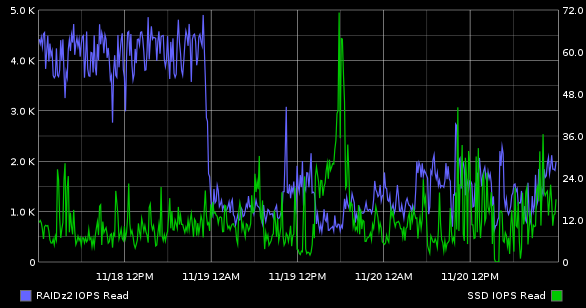 5.0 K
4.0 K
3.0 K
2.0 K
1.0 K
0
72.0
60.0
48.0
36.0
24.0
12.0
0
11/18 12PM 11/19 12AM 11/19 12PM 11/20 12AM 11/20 12PM
RAIDz2 IOPS Read SSD IOPS Read